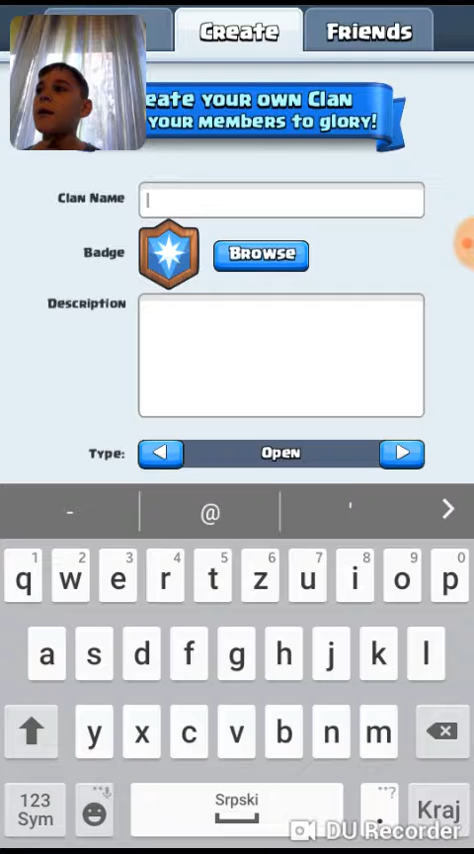 Create
Friends
eate your own Clan
your members to glory!
Clan Name
Badge
Browse
Description
Type:
Open
- @ '
1 2 3 4 5 6 7 8 9 0
q w e r t z u i o p
a s d f g h j k l
y x c v b n m
123
Sym
Srpski
. Kraj
DU Recorder